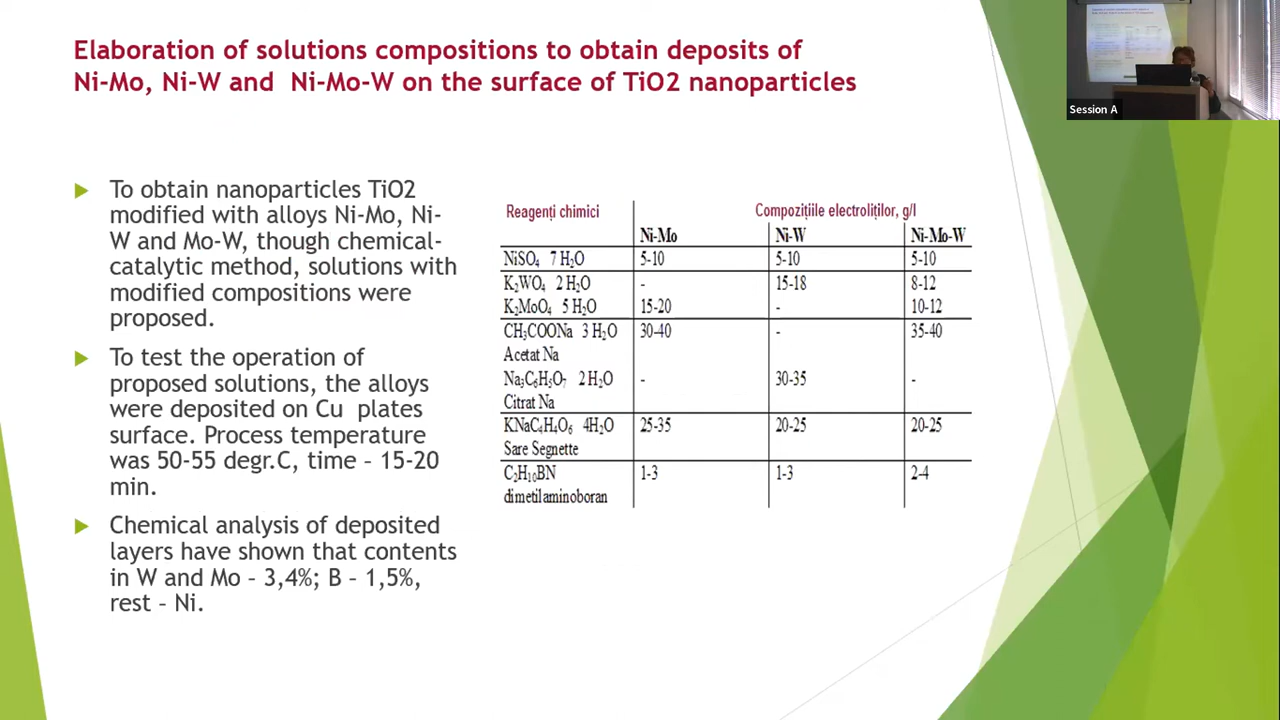 Elaboration of solutions compositions to obtain deposits of
Ni-Mo, Ni-W and Ni-Mo-W on the surface of TiO2 nanoparticles
Session A
To obtain nanoparticles TiO2
modified with alloys Ni-Mo, Ni-
W and Mo-W, though chemical-
catalytic method, solutions with
modified compositions were
proposed.
To test the operation of
proposed solutions, the alloys
were deposited on Cu plates
surface. Process temperature
was 50-55 degr.C, time – 15-20
min.
Chemical analysis of deposited
layers have shown that contents
in W and Mo – 3,4%; B – 1,5%,
rest – Ni.
Reagenți chimici Compozițiile electroliților, g/l
Ni-Mo Ni-W Ni-Mo-W
NiSO₄ 7H₂O 5-10 5-10 5-10
K₂WO₄ 2H₂O - 15-18 8-12
K₂MoO₄ 5H₂O 15-20 - 10-12
CH₃COONa 3H₂O 30-40 - 35-40
Acetat Na
Na₃C₆H₅O₇ 2H₂O - 30-35 -
Citrat Na
KNaC₄H₄O₆ 4H₂O 25-35 20-25 20-25
Sare Segnette
C₂H₁₀BN 1-3 1-3 2-4
dimetilaminoboran